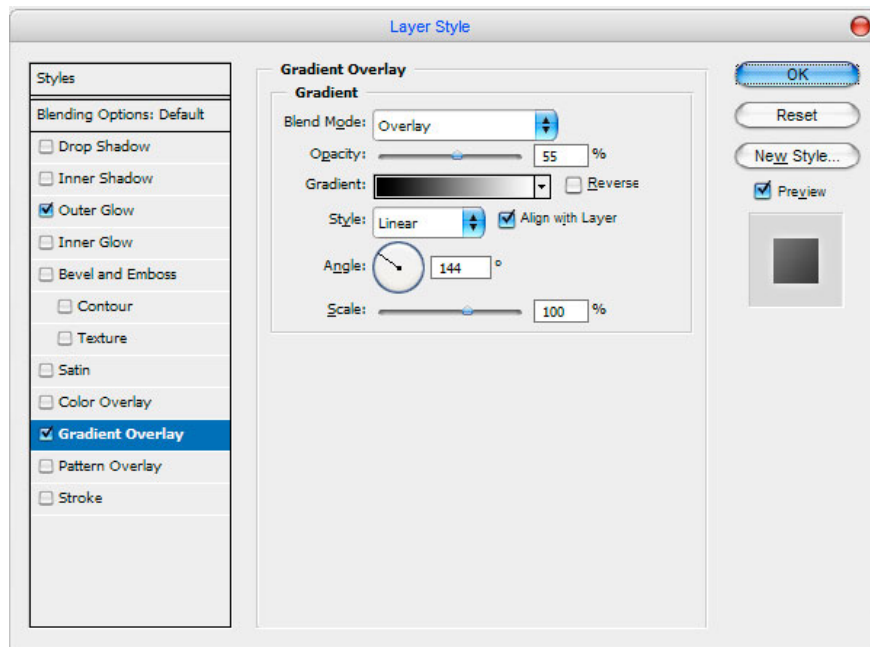 Layer Style
Styles
Blending Options: Default
Drop Shadow
Inner Shadow
Outer Glow
Inner Glow
Bevel and Emboss
Contour
Texture
Satin
Color Overlay
Gradient Overlay
Pattern Overlay
Stroke
Gradient Overlay
Gradient
Blend Mode: Overlay
Opacity: 55 %
Gradient: Reverse
Style: Linear Align with Layer
Angle: 144 °
Scale: 100 %
OK
Reset
New Style...
Preview